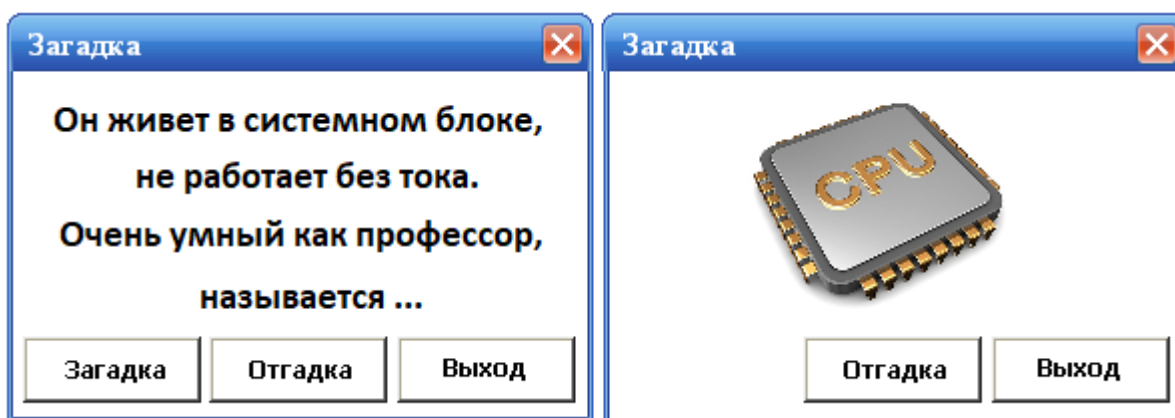 Загадка
Он живет в системном блоке,
не работает без тока.
Очень умный как профессор,
называется ...
Загадка
Отгадка
Выход
Загадка
CPU
Отгадка
Выход